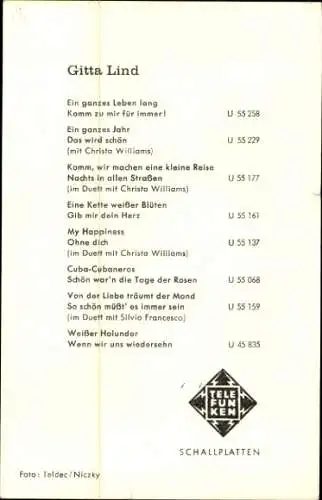 Gitta Lind
Ein ganzes Leben lang
Komm zu mir für immer! U 55 258
Ein ganzes Jahr
Das wird schön U 55 229
(mit Christa Williams)
Komm, wir machen eine kleine Reise
Nachts in allen Straßen U 55 177
(im Duett mit Christa Williams)
Eine Kette weißer Blüten
Gib mir dein Herz U 55 161
My Happiness
Ohne dich U 55 137
(im Duett mit Christa Williams)
Cuba-Cabaneros
Schön war'n die Tage der Rosen U 55 068
Von der Liebe träumt der Mond
So schön müßt' es immer sein U 55 159
(im Duett mit Silvio Francesco)
Weißer Holunder
Wenn wir uns wiedersehn U 45 835
TELE
FUN
KEN
SCHALLPLATTEN
Foto: Teldec/Niczky